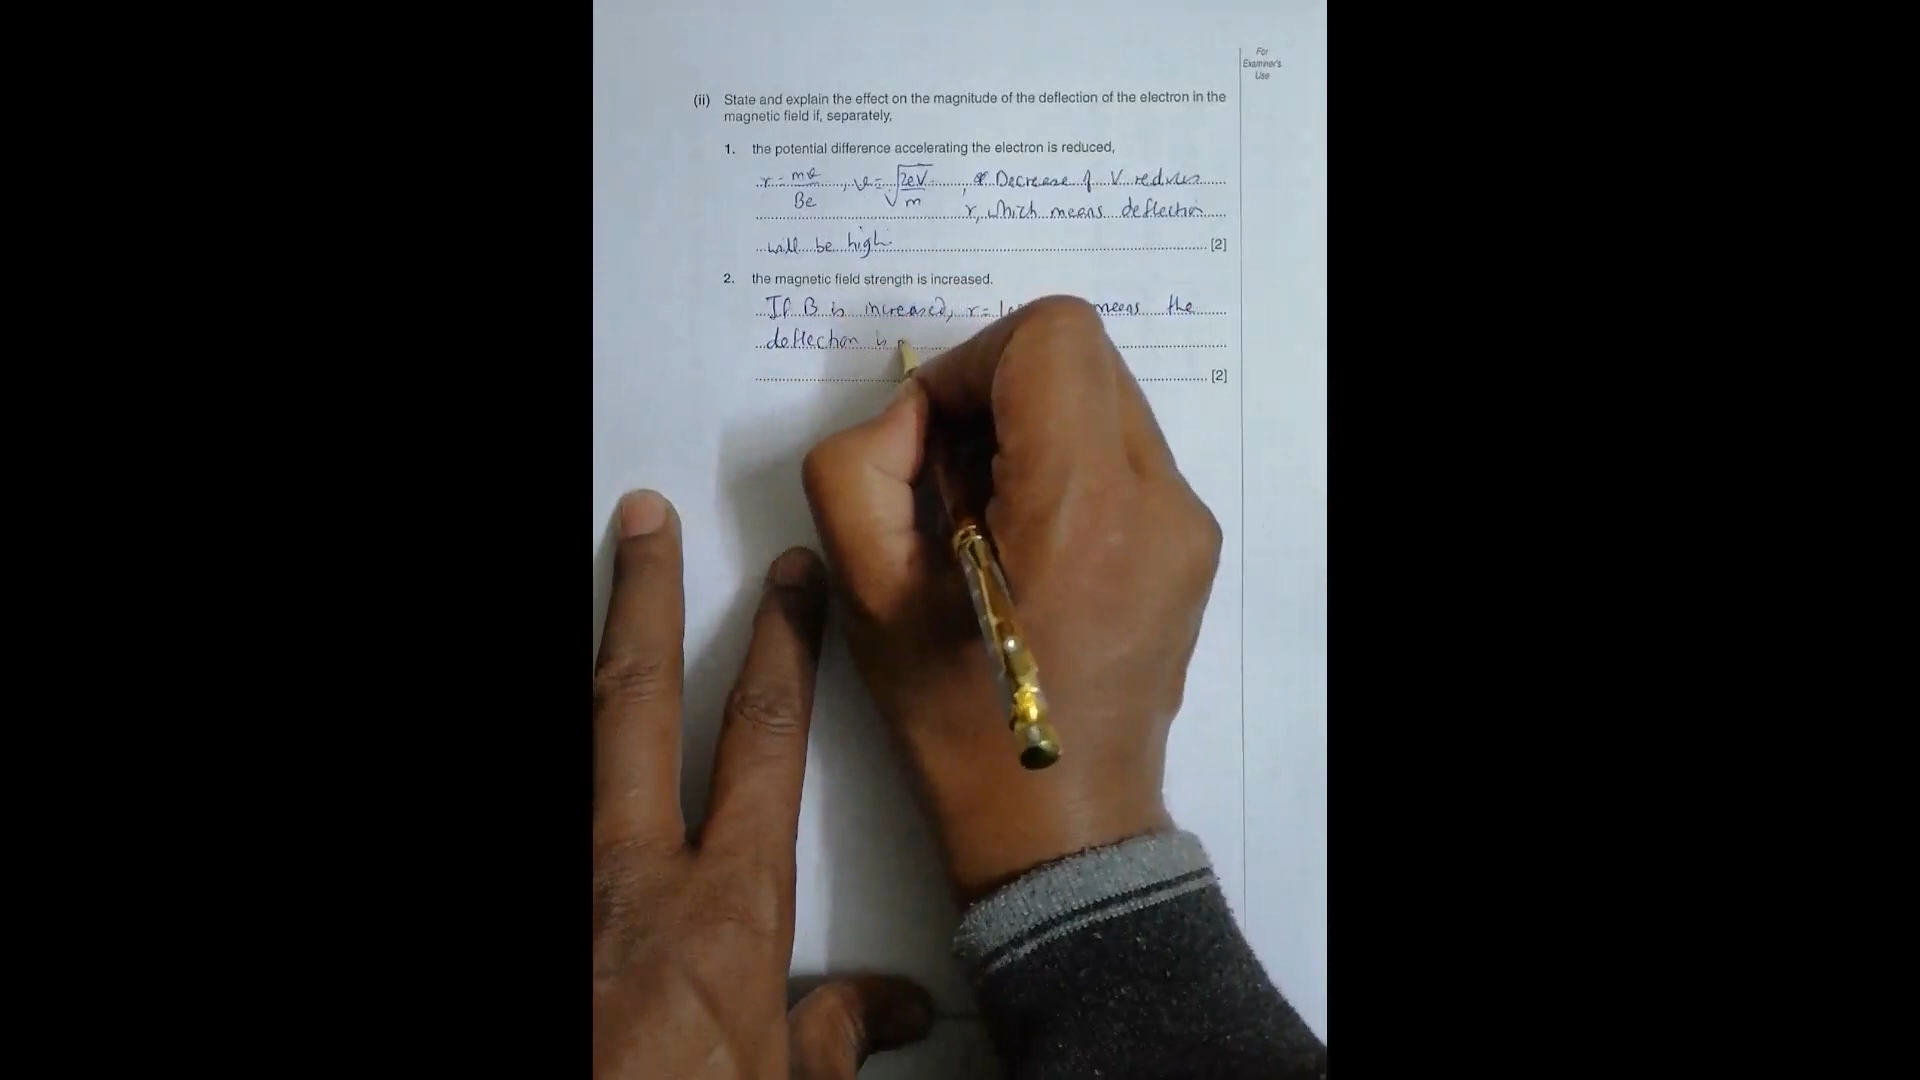 For
Examiner's
Use
(ii) State and explain the effect on the magnitude of the deflection of the electron in the
magnetic field if, separately,
1. the potential difference accelerating the electron is reduced,
r = mv/Be , v = √(2eV/m) , Decrease of V reduces
r, which means deflection
will be high. [2]
2. the magnetic field strength is increased.
If B is increased, r = means the
deflection is
[2]